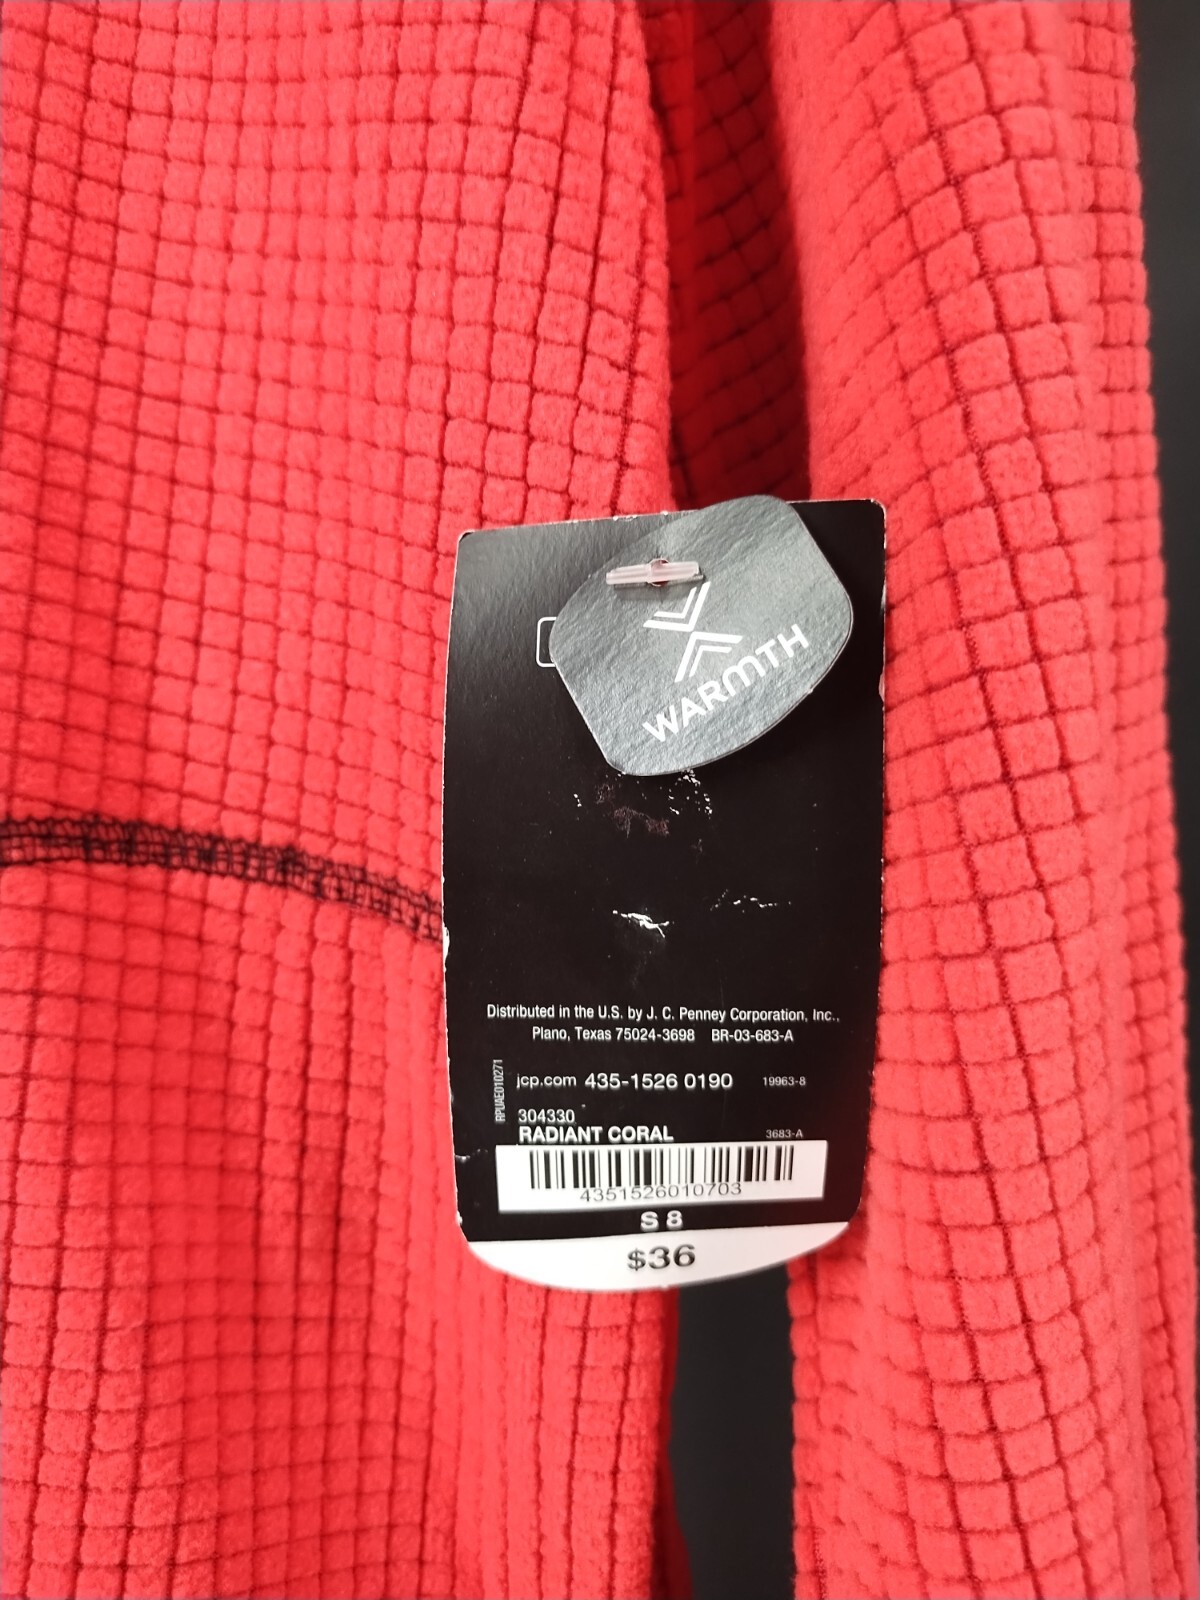 WARMTH
Distributed in the U.S. by J. C. Penney Corporation, Inc.,
Plano, Texas 75024-3698 BR-03-683-A
RPUAE010271
jcp.com 435-1526 0190 19963-8
304330
RADIANT CORAL 3683-A
4351526010703
S 8
$36